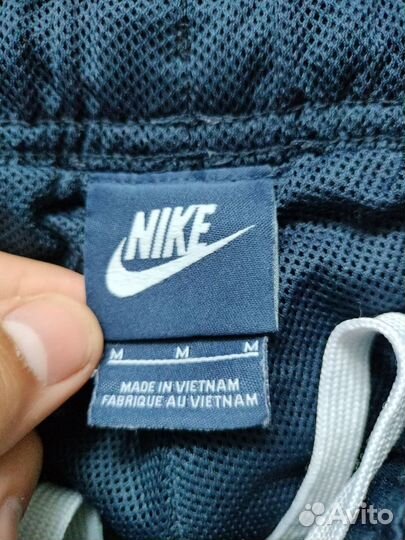 NIKE
M M M
MADE IN VIETNAM
FABRIQUE AU VIETNAM
Avito